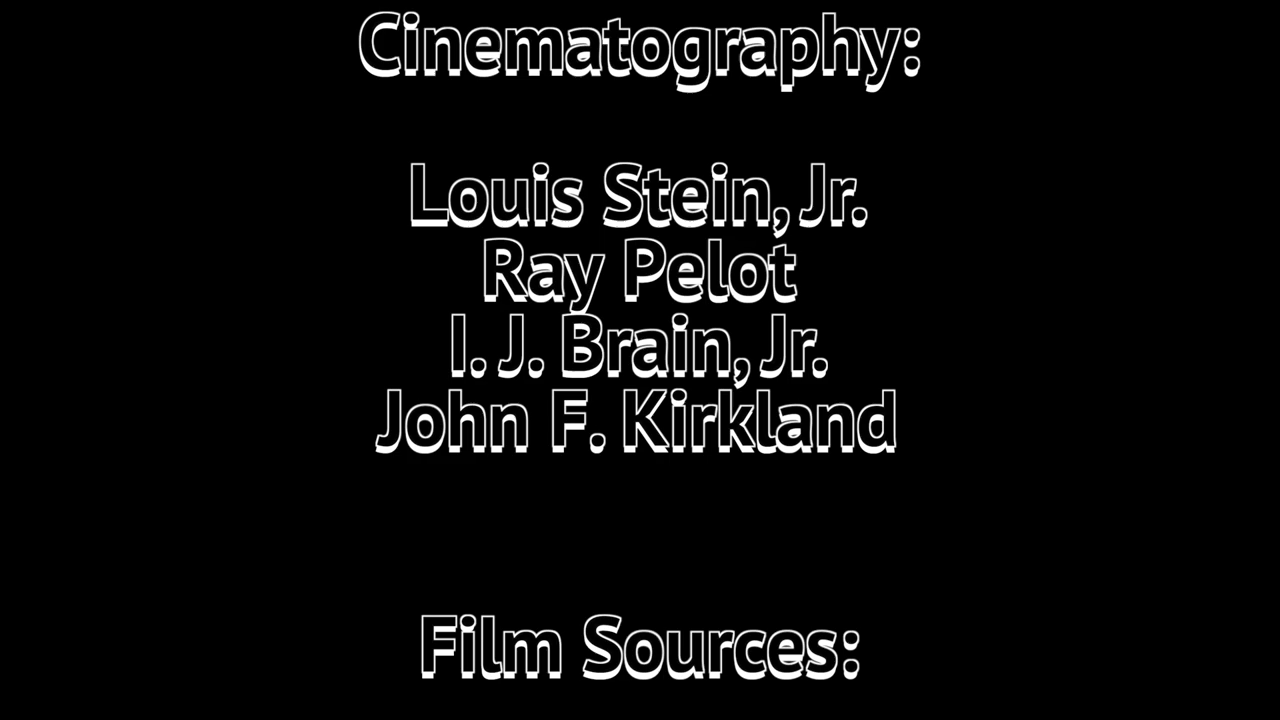 Cinematography:
Louis Stein, Jr.
Ray Pelot
I. J. Brain, Jr.
John F. Kirkland
Film Sources: